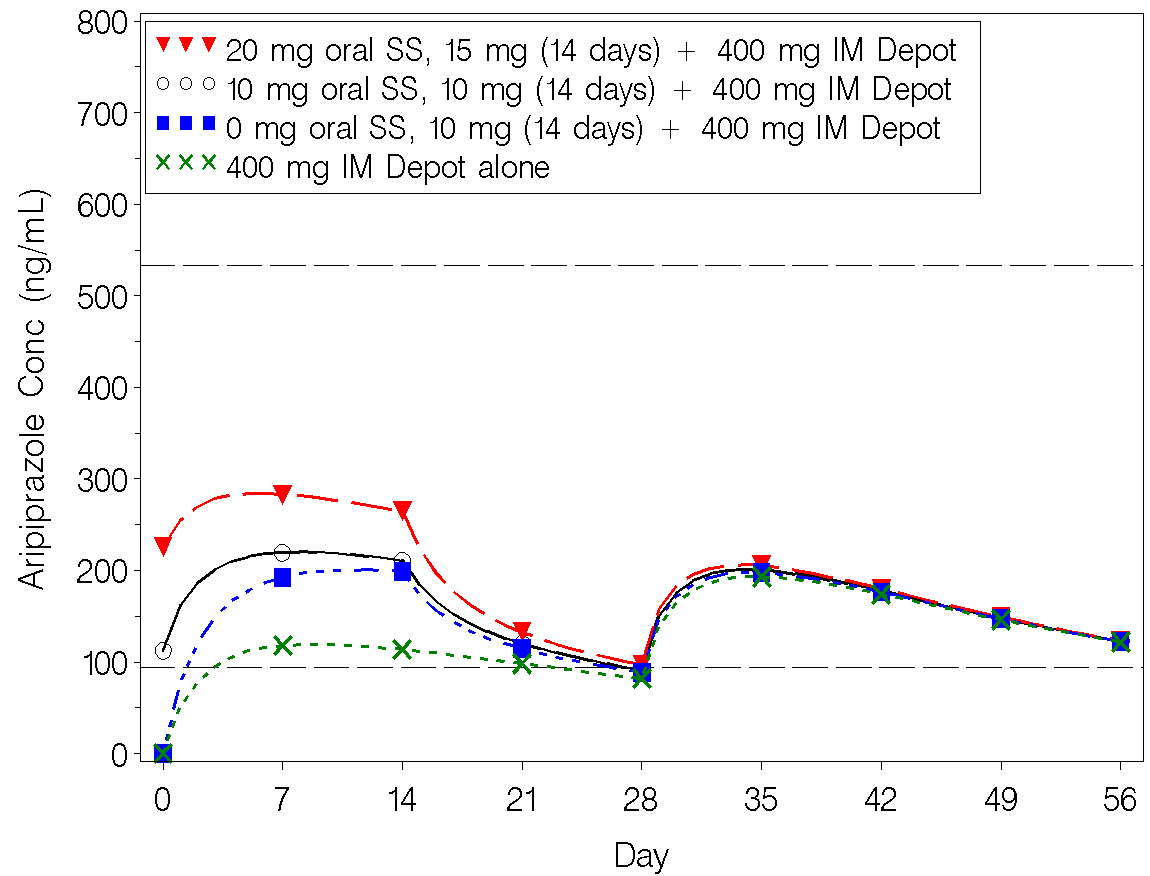 20 mg oral SS, 15 mg (14 days) + 400 mg IM Depot
10 mg oral SS, 10 mg (14 days) + 400 mg IM Depot
0 mg oral SS, 10 mg (14 days) + 400 mg IM Depot
400 mg IM Depot alone
Aripiprazole Conc (ng/mL)
800
700
600
500
400
300
200
100
0
0 7 14 21 28 35 42 49 56
Day